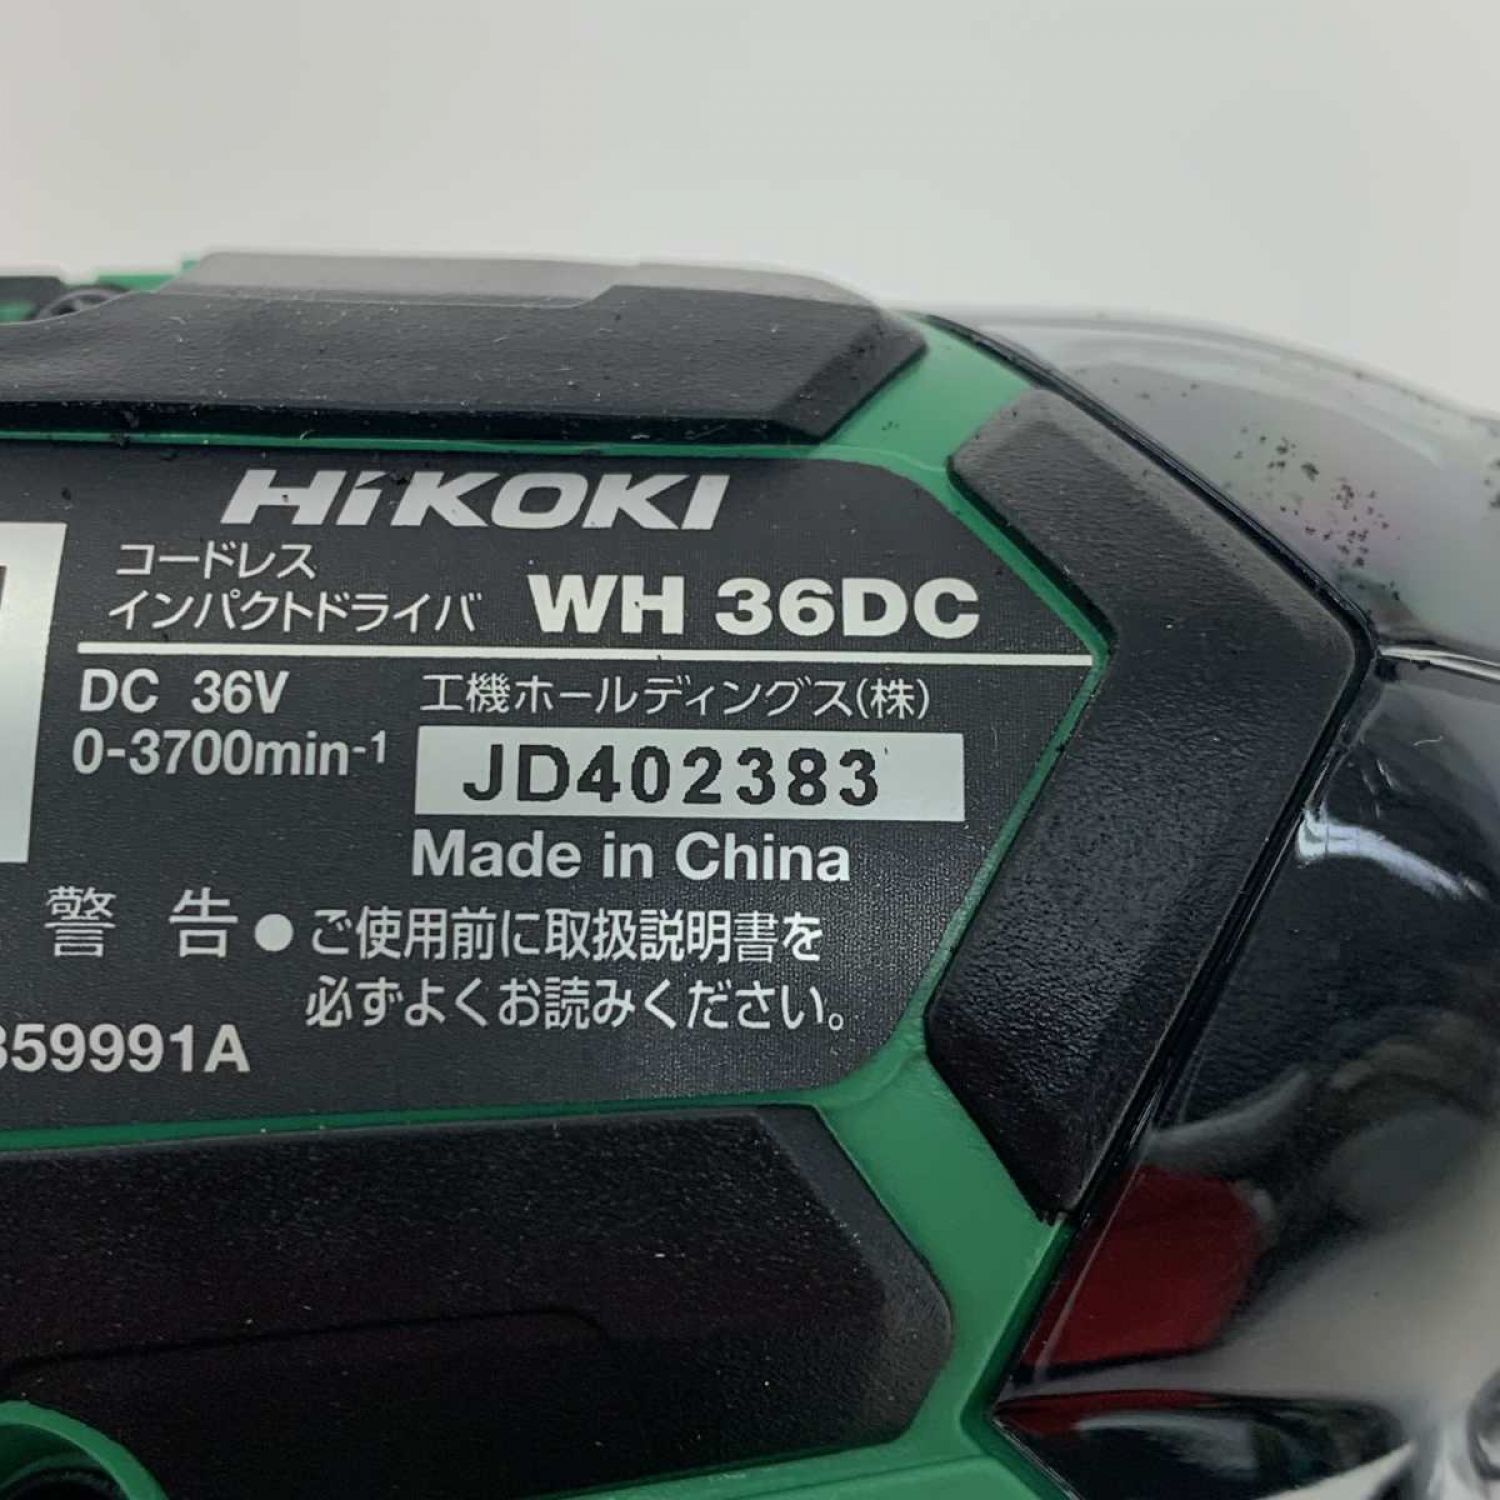 HiKOKI
コードレス
インパクトドライバ WH 36DC
DC 36V 工機ホールディングス(株)
0-3700min-1 JD402383
Made in China
警 告 ● ご使用前に取扱説明書を
必ずよくお読みください。
359991A